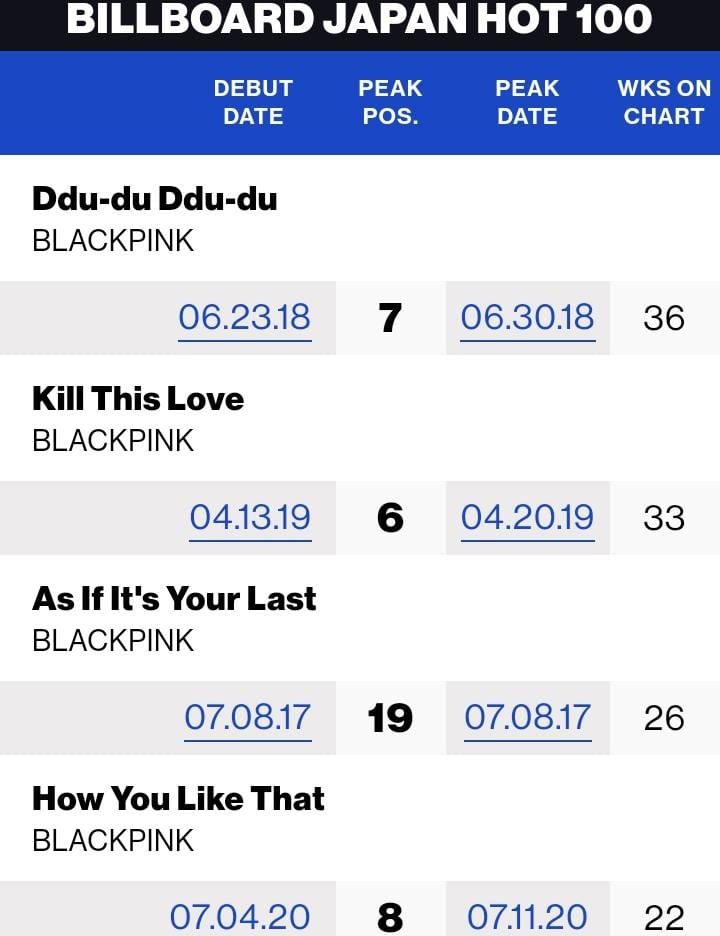 BILLBOARD JAPAN HOT 100
DEBUT DATE PEAK POS. PEAK DATE WKS ON CHART
Ddu-du Ddu-du
BLACKPINK
06.23.18 7 06.30.18 36
Kill This Love
BLACKPINK
04.13.19 6 04.20.19 33
As If It's Your Last
BLACKPINK
07.08.17 19 07.08.17 26
How You Like That
BLACKPINK
07.04.20 8 07.11.20 22